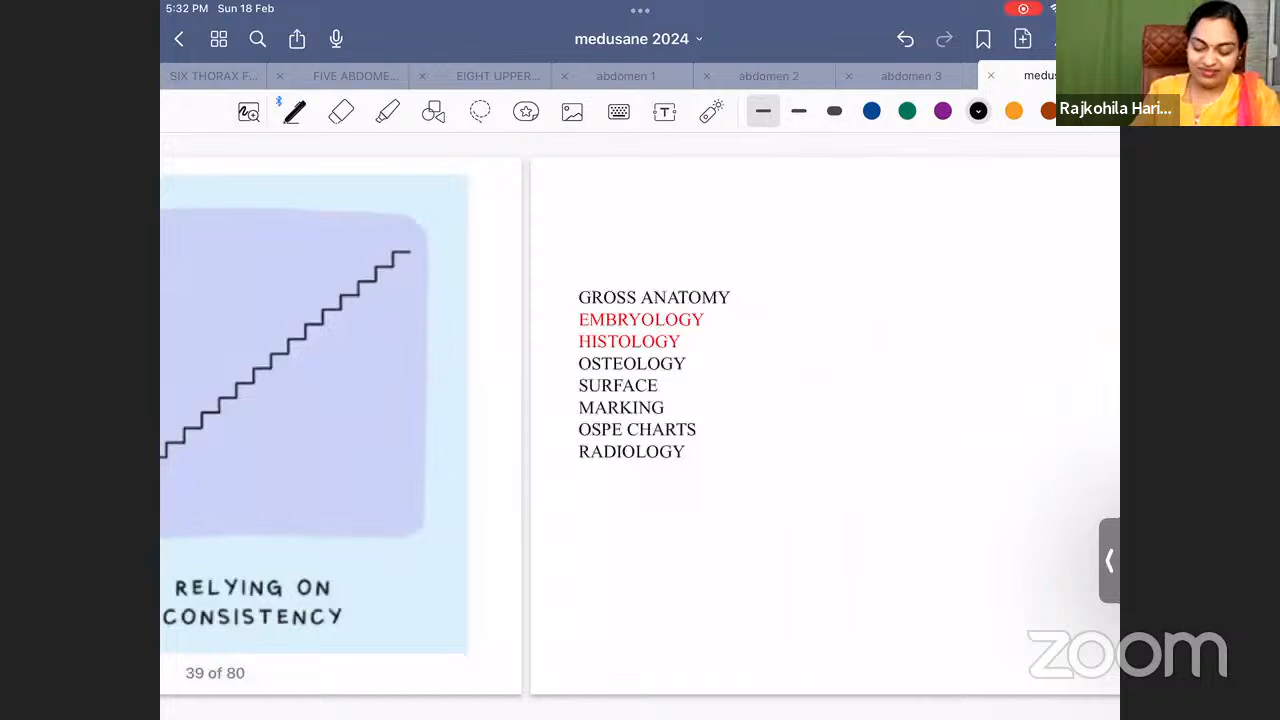 5:32 PM Sun 18 Feb
medusane 2024
SIX THORAX F...
FIVE ABDOME...
EIGHT UPPER...
abdomen 1
abdomen 2
abdomen 3
medus
T
Rajkohila Hari...
GROSS ANATOMY
EMBRYOLOGY
HISTOLOGY
OSTEOLOGY
SURFACE
MARKING
OSPE CHARTS
RADIOLOGY
RELYING ON
CONSISTENCY
39 of 80
zoom